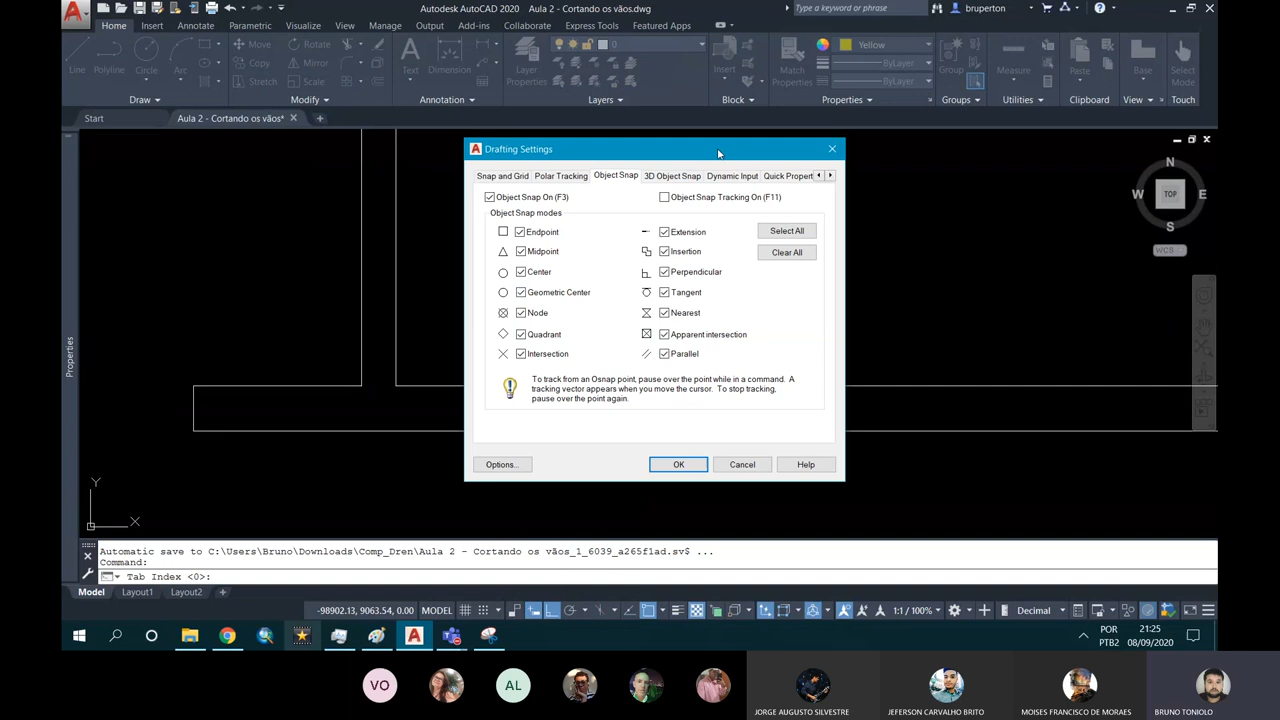 Autodesk AutoCAD 2020 Aula 2 - Cortando os vãos.dwg
Type a keyword or phrase
bruperton
Home Insert Annotate Parametric Visualize View Manage Output Add-ins Collaborate Express Tools Featured Apps
Line Polyline Circle Arc
Move Rotate
Copy Mirror
Stretch Scale
Text Dimension
Layer Properties
0
Insert
Match Properties
Yellow
ByLayer
ByLayer
Group
Measure
Paste
Base
Select Mode
Draw Modify Annotation Layers Block Properties Groups Utilities Clipboard View Touch
Start Aula 2 - Cortando os vãos*
Properties
N
W TOP E
S
WCS
Drafting Settings
Snap and Grid Polar Tracking Object Snap 3D Object Snap Dynamic Input Quick Propert
Object Snap On (F3) Object Snap Tracking On (F11)
Object Snap modes
Endpoint Extension Select All
Midpoint Insertion Clear All
Center Perpendicular
Geometric Center Tangent
Node Nearest
Quadrant Apparent intersection
Intersection Parallel
To track from an Osnap point, pause over the point while in a command. A
tracking vector appears when you move the cursor. To stop tracking,
pause over the point again.
Options... OK Cancel Help
Y
X
Automatic save to C:\Users\Bruno\Downloads\Comp_Dren\Aula 2 - Cortando os vãos_1_6039_a265f1ad.sv$ ...
Command:
Tab Index <0>:
Model Layout1 Layout2
-98902.13, 9063.54, 0.00 MODEL 1:1 / 100% Decimal
POR
PTB2
21:25
08/09/2020
VO AL
JORGE AUGUSTO SILVESTRE JEFERSON CARVALHO BRITO MOISES FRANCISCO DE MORAES BRUNO TONIOLO